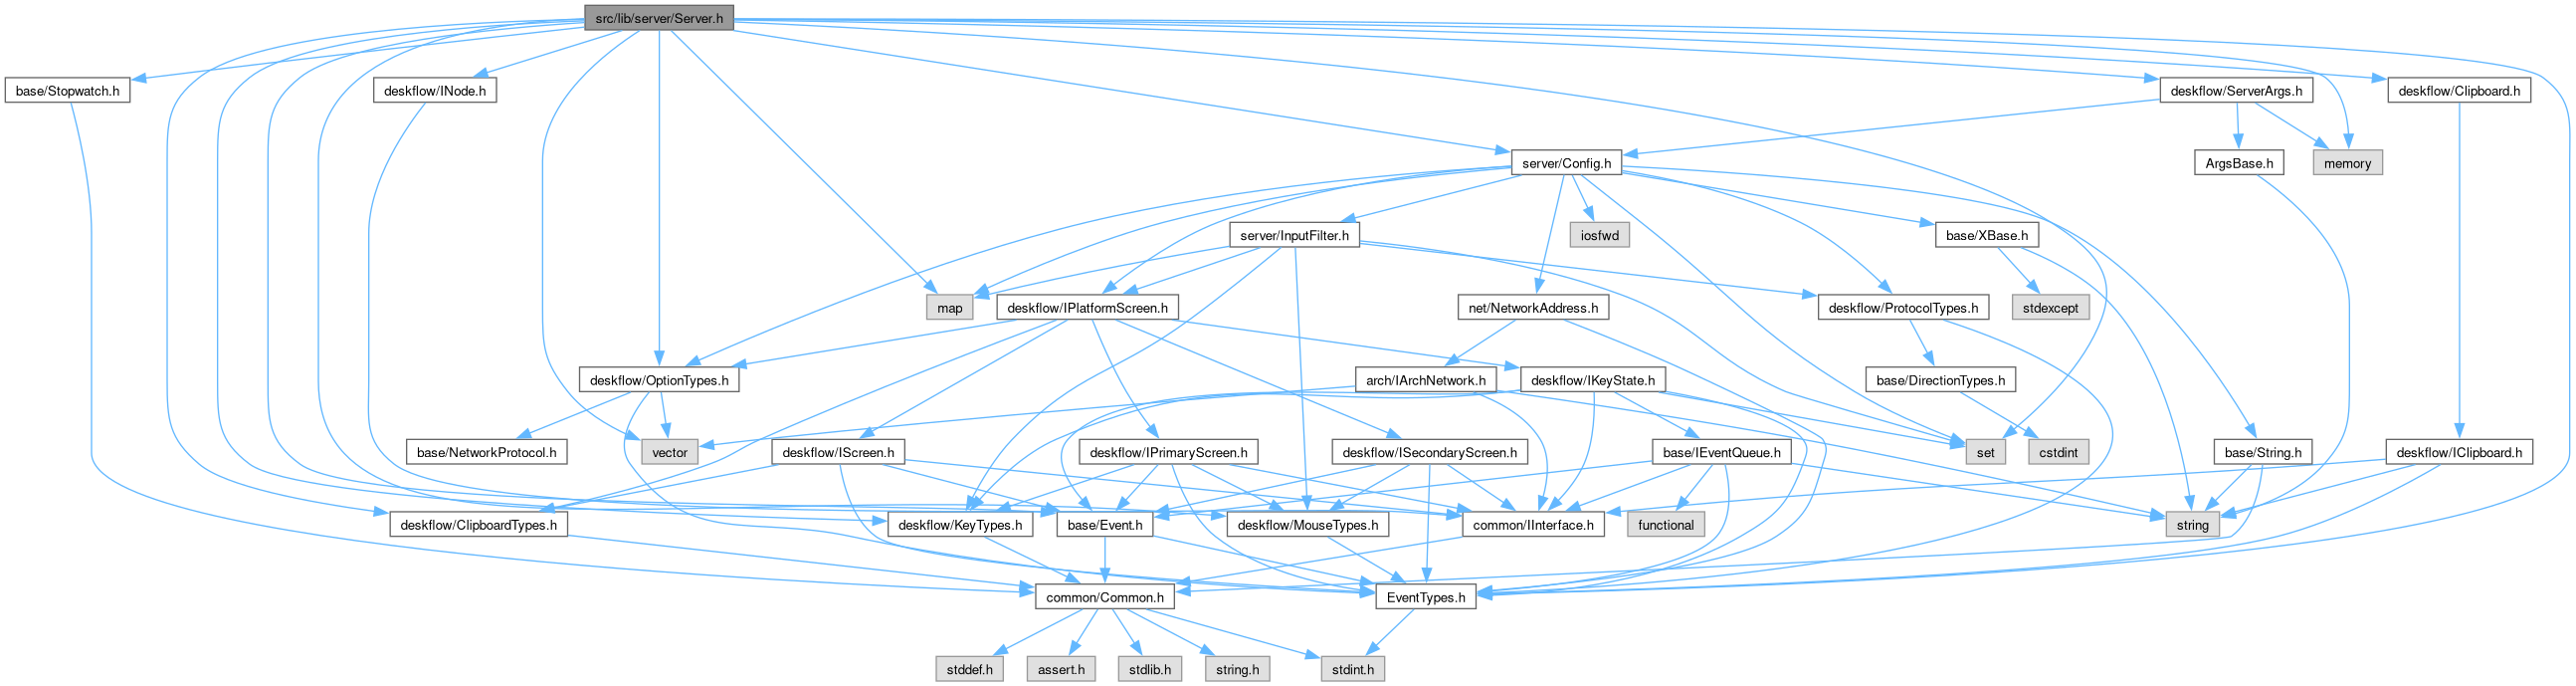 src/lib/server/Server.h
base/Stopwatch.h
deskflow/INode.h
deskflow/ServerArgs.h
deskflow/Clipboard.h
server/Config.h
ArgsBase.h
memory
server/InputFilter.h
iosfwd
base/XBase.h
map
deskflow/IPlatformScreen.h
net/NetworkAddress.h
deskflow/ProtocolTypes.h
stdexcept
deskflow/OptionTypes.h
arch/IArchNetwork.h
deskflow/IKeyState.h
base/DirectionTypes.h
base/NetworkProtocol.h
vector
deskflow/IScreen.h
deskflow/IPrimaryScreen.h
deskflow/ISecondaryScreen.h
base/IEventQueue.h
set
cstdint
base/String.h
deskflow/IClipboard.h
deskflow/ClipboardTypes.h
deskflow/KeyTypes.h
base/Event.h
deskflow/MouseTypes.h
common/IInterface.h
functional
string
common/Common.h
EventTypes.h
stddef.h
assert.h
stdlib.h
string.h
stdint.h